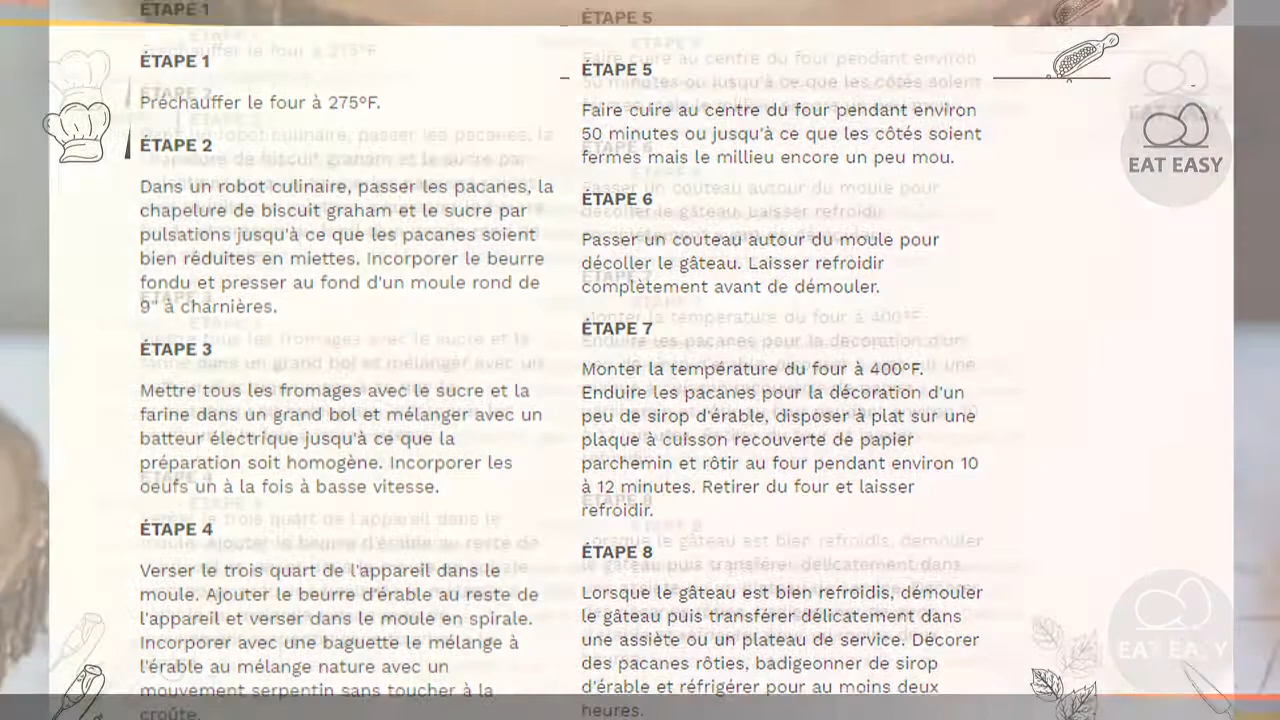 ÉTAPE 1
Préchauffer le four à 275°F.
ÉTAPE 2
Dans un robot culinaire, passer les pacanes, la
chapelure de biscuit graham et le sucre par
pulsations jusqu'à ce que les pacanes soient
bien réduites en miettes. Incorporer le beurre
fondu et presser au fond d'un moule rond de
9" à charnières.
ÉTAPE 3
Mettre tous les fromages avec le sucre et la
farine dans un grand bol et mélanger avec un
batteur électrique jusqu'à ce que la
préparation soit homogène. Incorporer les
oeufs un à la fois à basse vitesse.
ÉTAPE 4
Verser le trois quart de l'appareil dans le
moule. Ajouter le beurre d'érable au reste de
l'appareil et verser dans le moule en spirale.
Incorporer avec une baguette le mélange à
l'érable au mélange nature avec un
mouvement serpentin sans toucher à la
croûte.
ÉTAPE 5
Faire cuire au centre du four pendant environ
50 minutes ou jusqu'à ce que les côtés soient
fermes mais le millieu encore un peu mou.
ÉTAPE 6
Passer un couteau autour du moule pour
décoller le gâteau. Laisser refroidir
complètement avant de démouler.
ÉTAPE 7
Monter la température du four à 400°F.
Enduire les pacanes pour la décoration d'un
peu de sirop d'érable, disposer à plat sur une
plaque à cuisson recouverte de papier
parchemin et rôtir au four pendant environ 10
à 12 minutes. Retirer du four et laisser
refroidir.
ÉTAPE 8
Lorsque le gâteau est bien refroidis, démouler
le gâteau puis transférer délicatement dans
une assiète ou un plateau de service. Décorer
des pacanes rôties, badigeonner de sirop
d'érable et réfrigérer pour au moins deux
heures.
EAT EASY
EAT EASY